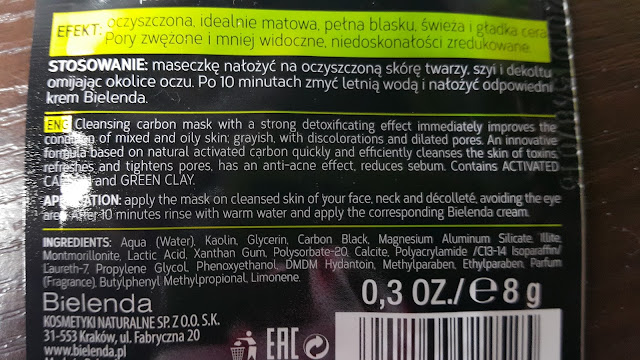 EFEKT: oczyszczona, idealnie matowa, pełna blasku, świeża i gładka cera
Pory zwężone i mniej widoczne, niedoskonałości zredukowane.
STOSOWANIE: maseczkę nałożyć na oczyszczoną skórę twarzy, szyi i dekoltu
omijając okolice oczu. Po 10 minutach zmyć letnią wodą i nałożyć odpowiedni
krem Bielenda.
ENG Cleansing carbon mask with a strong detoxificating effect immediately improves the
condition of mixed and oily skin; grayish, with discolorations and dilated pores. An innovative
formula based on natural activated carbon quickly and efficiently cleanses the skin of toxins,
refreshes and tightens pores, has an anti-acne effect, reduces sebum. Contains ACTIVATED
CARBON and GREEN CLAY.
APPLICATION: apply the mask on cleansed skin of your face, neck and décolleté, avoiding the eye
area. After 10 minutes rinse with warm water and apply the corresponding Bielenda cream.
INGREDIENTS: Aqua (Water), Kaolin, Glycerin, Carbon Black, Magnesium Aluminum Silicate, Illite,
Montmorillonite, Lactic Acid, Xanthan Gum, Polysorbate-20, Calcite, Polyacrylamide /C13-14 Isoparaffin/
Laureth-7, Propylene Glycol, Phenoxyethanol, DMDM Hydantoin, Methylparaben, Ethylparaben, Parfum
(Fragrance), Butylphenyl Methylpropional, Limonene.
Bielenda
KOSMETYKI NATURALNE SP. Z O.O. S.K.
31-553 Kraków, ul. Fabryczna 20
www.bielenda.pl
0,3 OZ./℮ 8 g
EAC